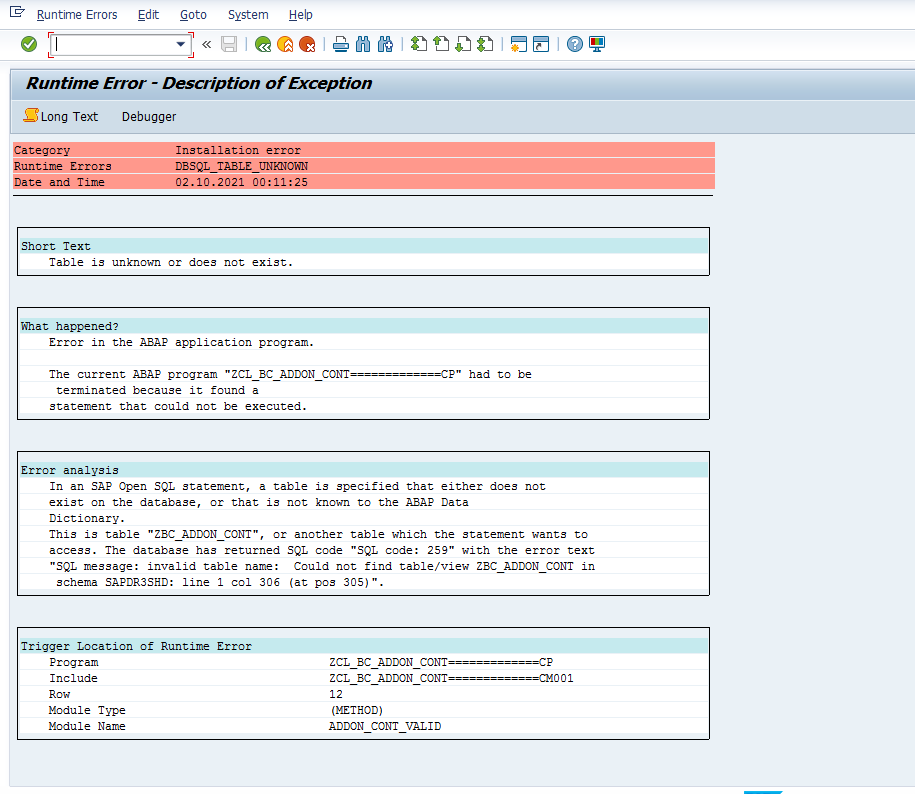 Runtime Errors Edit Goto System Help
Runtime Error - Description of Exception
Long Text Debugger
Category Installation error
Runtime Errors DBSQL_TABLE_UNKNOWN
Date and Time 02.10.2021 00:11:25
Short Text
Table is unknown or does not exist.
What happened?
Error in the ABAP application program.
The current ABAP program "ZCL_BC_ADDON_CONT=============CP" had to be
terminated because it found a
statement that could not be executed.
Error analysis
In an SAP Open SQL statement, a table is specified that either does not
exist on the database, or that is not known to the ABAP Data
Dictionary.
This is table "ZBC_ADDON_CONT", or another table which the statement wants to
access. The database has returned SQL code "SQL code: 259" with the error text
"SQL message: invalid table name:  Could not find table/view ZBC_ADDON_CONT in
schema SAPDR3SHD: line 1 col 306 (at pos 305)".
Trigger Location of Runtime Error
Program ZCL_BC_ADDON_CONT=============CP
Include ZCL_BC_ADDON_CONT=============CM001
Row 12
Module Type (METHOD)
Module Name ADDON_CONT_VALID